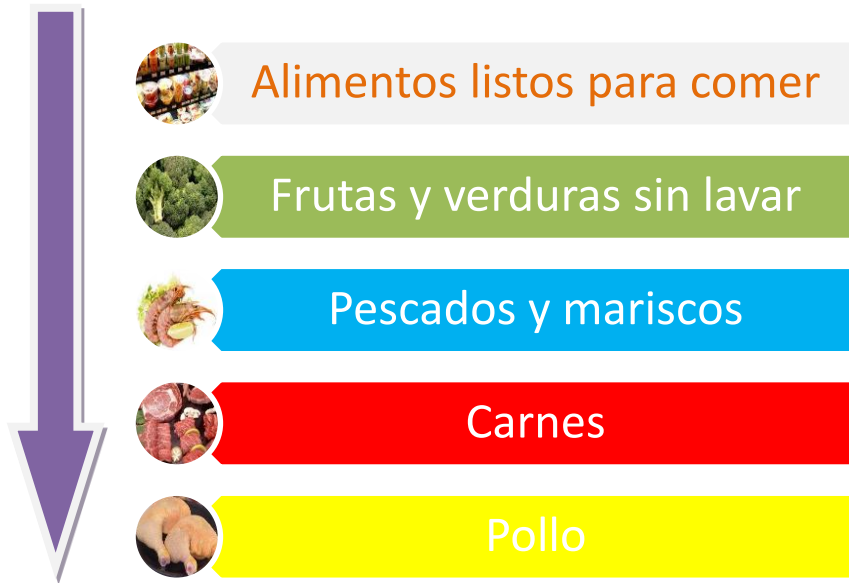 Alimentos listos para comer
Frutas y verduras sin lavar
Pescados y mariscos
Carnes
Pollo